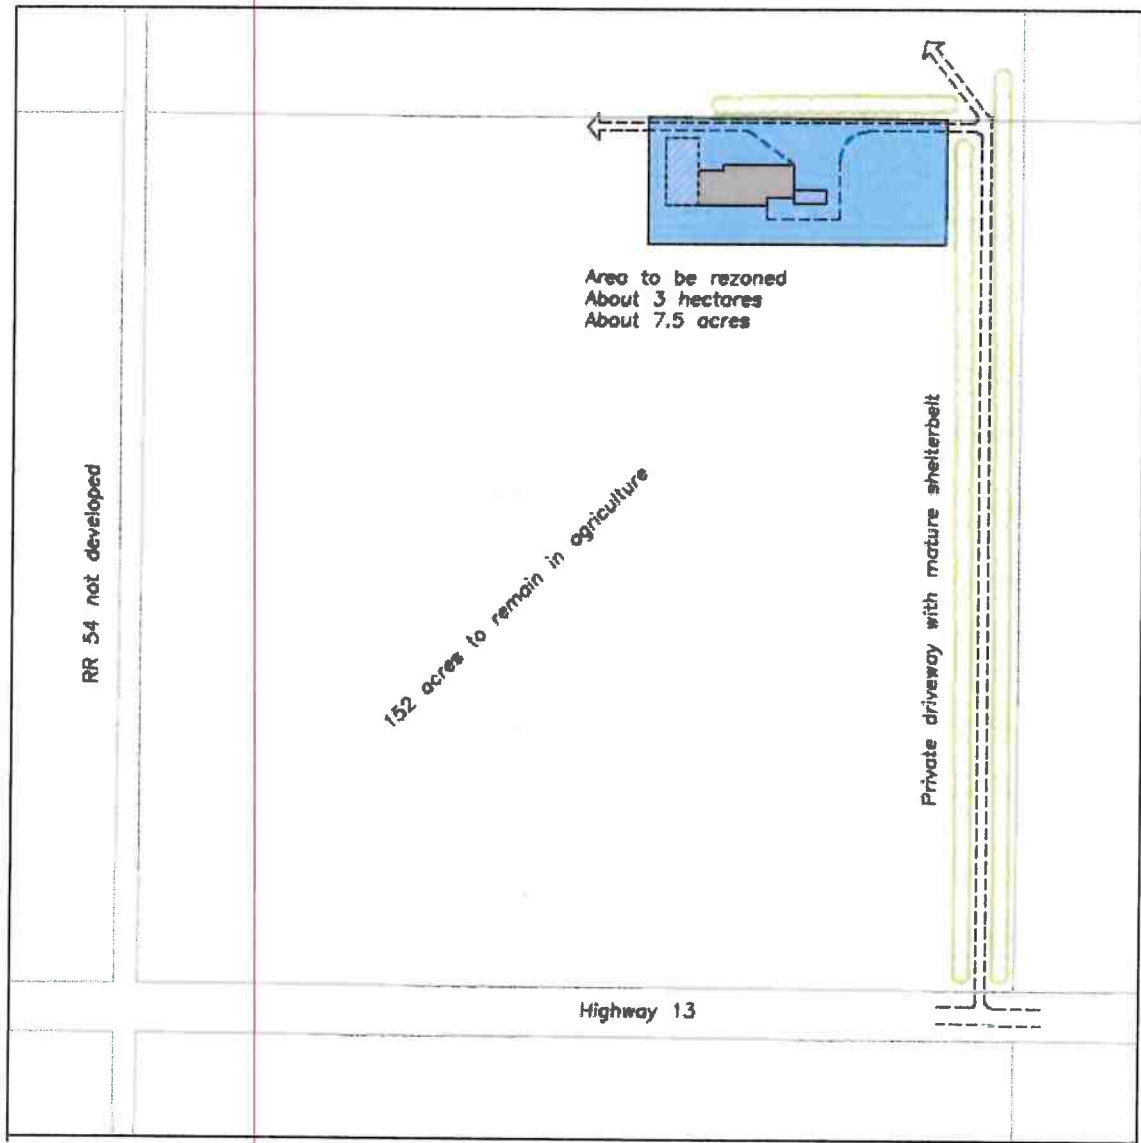 Area to be rezoned
About 3 hectares
About 7.5 acres
152 acres to remain in agriculture
RR 54 not developed
Private driveway with mature shelterbelt
Highway 13